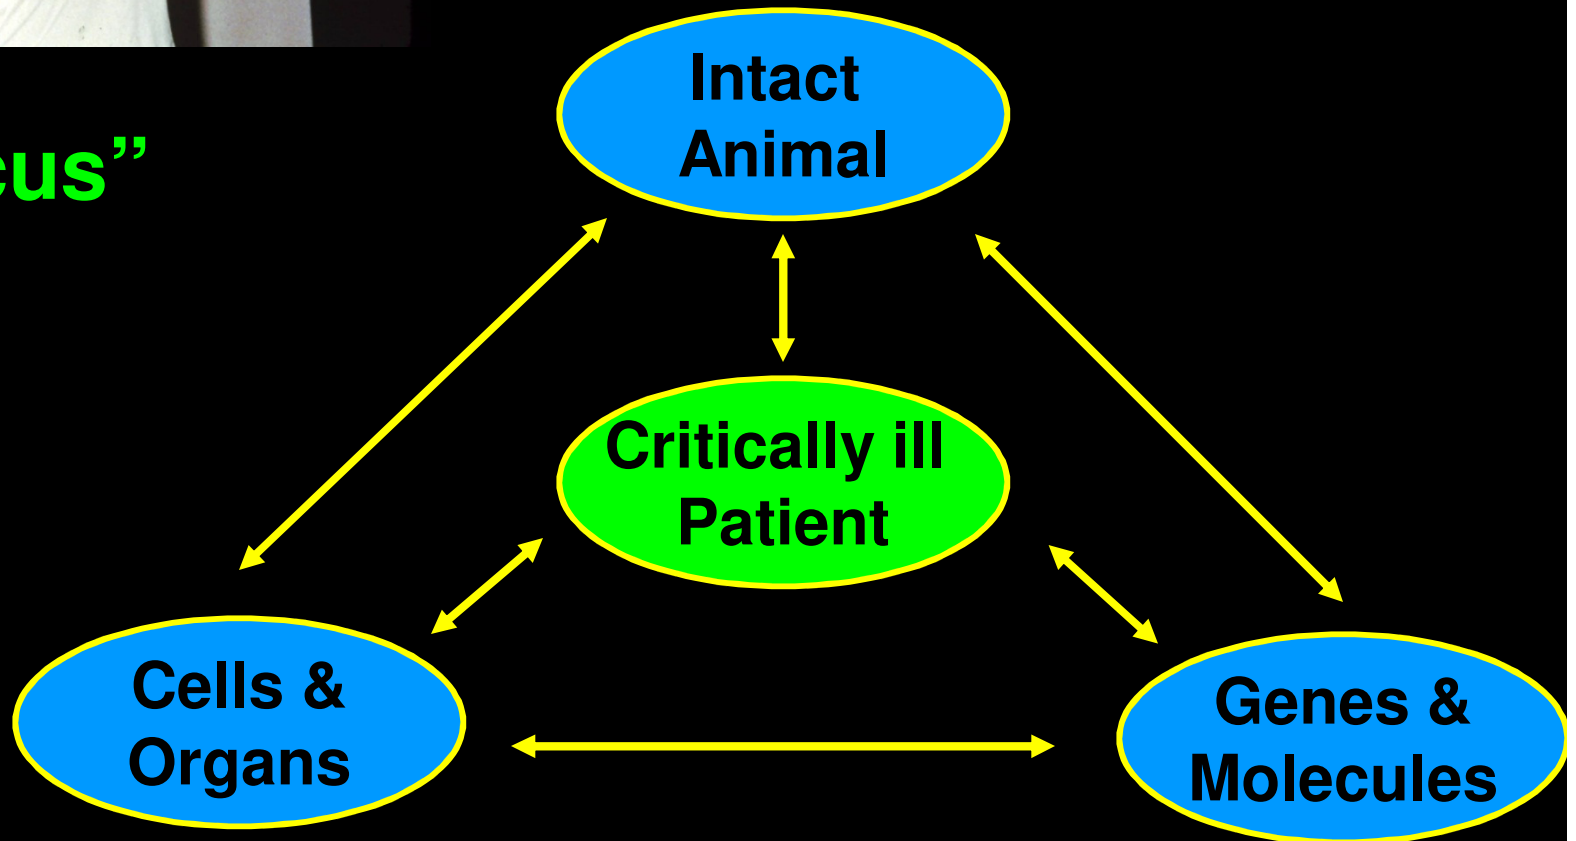 Intact
Animal
cus”
Critically ill
Patient
Cells &
Organs
Genes &
Molecules